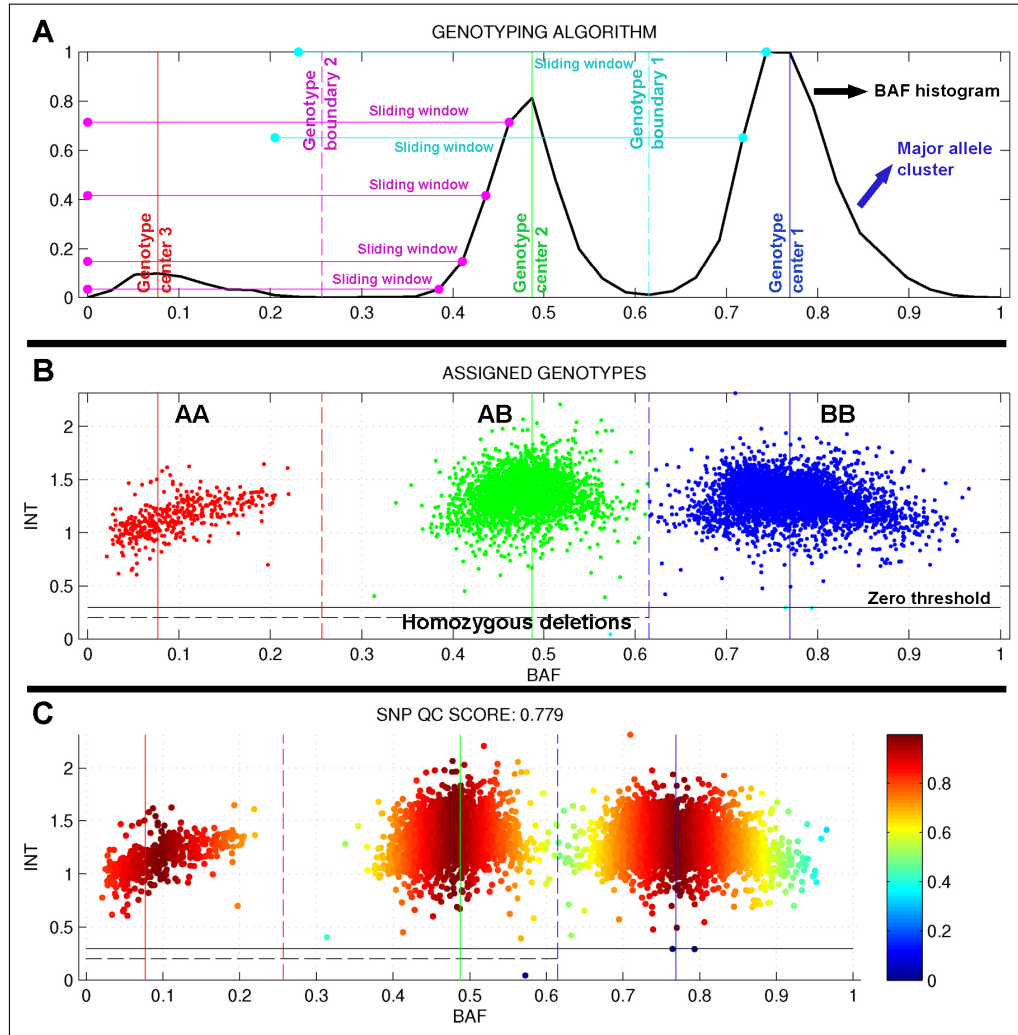 A
GENOTYPING ALGORITHM
1
0.8
0.6
0.4
0.2
0
Sliding window
Sliding window
Sliding window
Sliding window
Sliding window
Sliding window
Genotype
boundary 2
Genotype
boundary 1
BAF histogram
Major allele
cluster
Genotype
center 3
Genotype
center 2
Genotype
center 1
0 0.1 0.2 0.3 0.4 0.5 0.6 0.7 0.8 0.9 1
B
ASSIGNED GENOTYPES
AA AB BB
2
1.5
1
0.5
0
INT
Zero threshold
Homozygous deletions
0 0.1 0.2 0.3 0.4 0.5 0.6 0.7 0.8 0.9 1
BAF
C
SNP QC SCORE: 0.779
2
1.5
1
0.5
0
INT
0.8
0.6
0.4
0.2
0
0 0.1 0.2 0.3 0.4 0.5 0.6 0.7 0.8 0.9 1
BAF